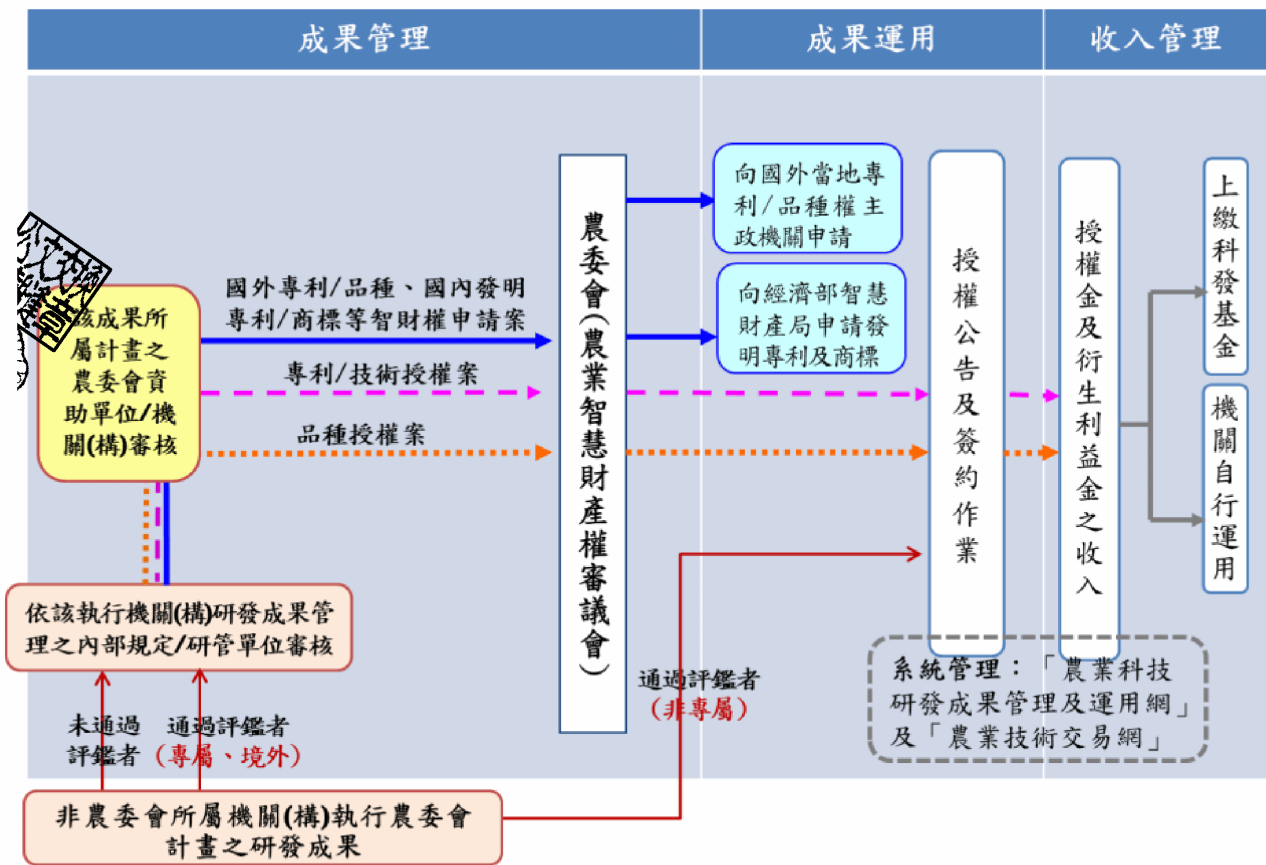 成果管理
成果運用
收入管理
國外專利/品種、國內發明
專利/商標等智財權申請案
專利/技術授權案
品種授權案
該成果所
屬計畫之
農委會資
助單位/機
關(構)審核
依該執行機關(構)研發成果管
理之內部規定/研管單位審核
未通過
評鑑者
通過評鑑者
(專屬、境外)
非農委會所屬機關(構)執行農委會
計畫之研發成果
農委會(農業智慧財產權審議會)
向國外當地專
利/品種權主
政機關申請
向經濟部智慧
財產局申請發
明專利及商標
通過評鑑者
(非專屬)
授權公告及簽約作業
授權金及衍生利益金之收入
上繳科發基金
機關自行運用
系統管理：「農業科技
研發成果管理及運用網」
及「農業技術交易網」